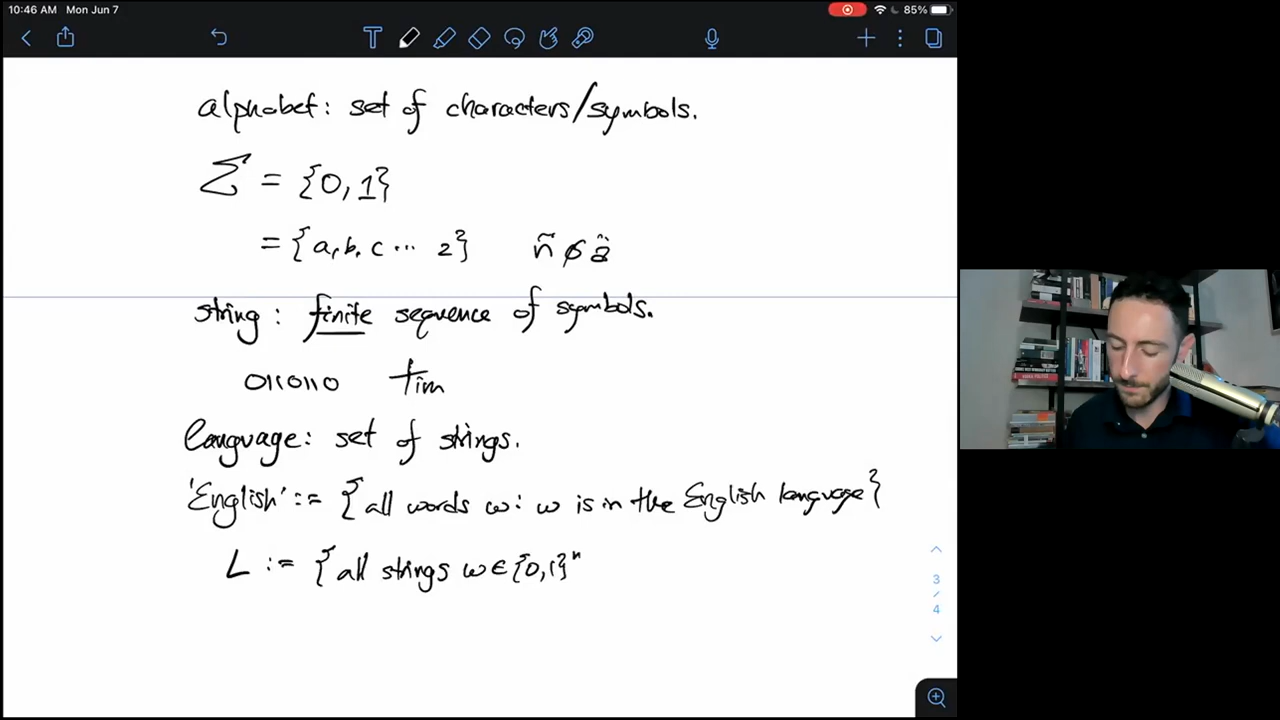 10:46 AM Mon Jun 7
85%
alphabet: set of characters/symbols.
Σ = {0, 1}
= {a, b, c ... z} ñ ø
string: finite sequence of symbols.
0110110 tim
language: set of strings.
'English' := {all words w: w is in the English language}
L := {all strings w ∈ {0,1}ⁿ
3
/
4